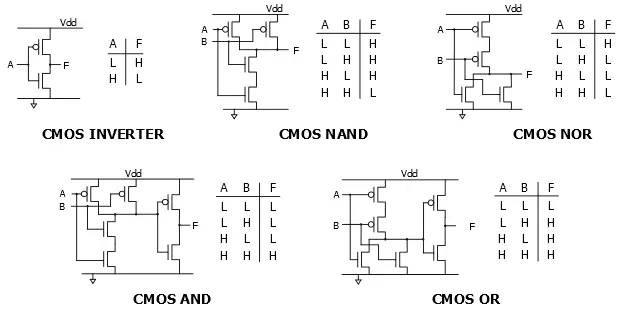 Vdd
A
F
A F
L H
H L
CMOS INVERTER
Vdd
A
B
F
A B F
L L H
L H H
H L H
H H L
CMOS NAND
Vdd
A
B
F
A B F
L L H
L H L
H L L
H H L
CMOS NOR
Vdd
A
B
F
A B F
L L L
L H L
H L L
H H H
CMOS AND
Vdd
A
B
F
A B F
L L L
L H H
H L H
H H H
CMOS OR